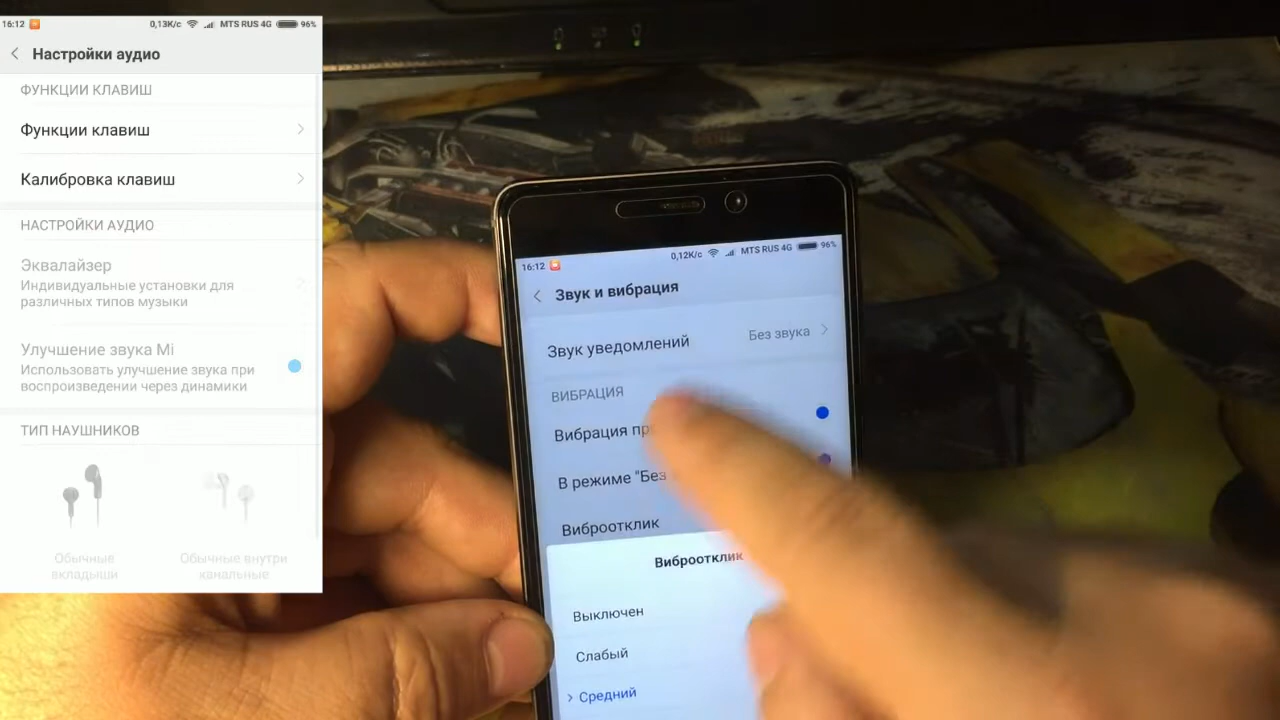 16:12 0,13К/с MTS RUS 4G 96%
Настройки аудио
ФУНКЦИИ КЛАВИШ
Функции клавиш
Калибровка клавиш
НАСТРОЙКИ АУДИО
Эквалайзер
Индивидуальные установки для
различных типов музыки
Улучшение звука Mi
Использовать улучшение звука при
воспроизведении через динамики
ТИП НАУШНИКОВ
Обычные
вкладыши
Обычные внутри
канальные
16:12 0,12К/с MTS RUS 4G 96%
Звук и вибрация
Звук уведомлений Без звука
ВИБРАЦИЯ
Вибрация
В режиме "Без
Виброотклик
Виброотклик
Выключен
Слабый
Средний